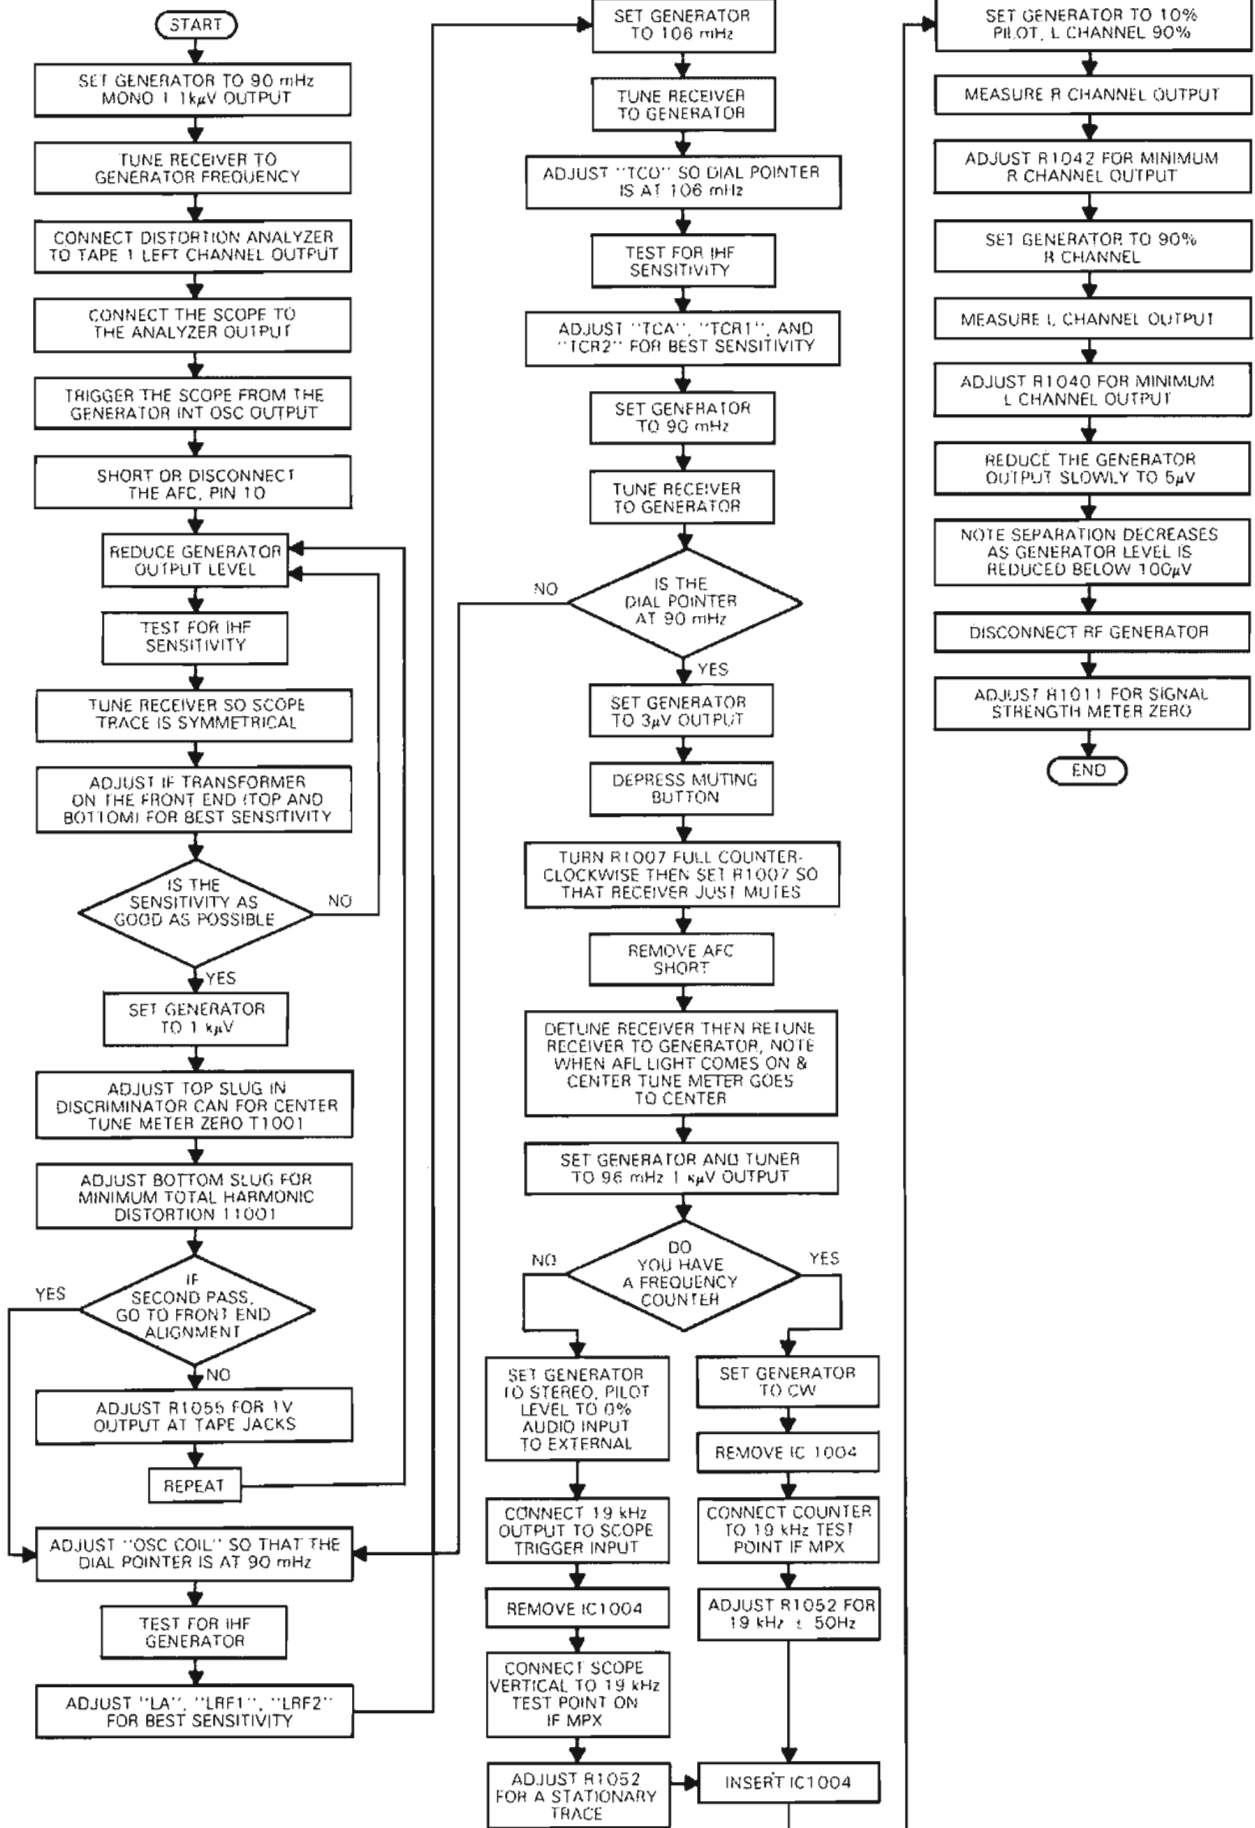 START
SET GENERATOR TO 90 mHz
MONO 1 1kμV OUTPUT
TUNE RECEIVER TO
GENERATOR FREQUENCY
CONNECT DISTORTION ANALYZER
TO TAPE 1 LEFT CHANNEL OUTPUT
CONNECT THE SCOPE TO
THE ANALYZER OUTPUT
TRIGGER THE SCOPE FROM THE
GENERATOR INT OSC OUTPUT
SHORT OR DISCONNECT
THE AFC, PIN 10
REDUCE GENERATOR
OUTPUT LEVEL
TEST FOR IHF
SENSITIVITY
TUNE RECEIVER SO SCOPE
TRACE IS SYMMETRICAL
ADJUST IF TRANSFORMER
ON THE FRONT END (TOP AND
BOTTOM) FOR BEST SENSITIVITY
IS THE
SENSITIVITY AS
GOOD AS POSSIBLE
NO
YES
SET GENERATOR
TO 1 kμV
ADJUST TOP SLUG IN
DISCRIMINATOR CAN FOR CENTER
TUNE METER ZERO T1001
ADJUST BOTTOM SLUG FOR
MINIMUM TOTAL HARMONIC
DISTORTION 11001
YES
IF
SECOND PASS,
GO TO FRONT END
ALIGNMENT
NO
ADJUST R1055 FOR 1V
OUTPUT AT TAPE JACKS
REPEAT
ADJUST "OSC COIL" SO THAT THE
DIAL POINTER IS AT 90 mHz
TEST FOR IHF
GENERATOR
ADJUST "LA", "LRF1", "LRF2"
FOR BEST SENSITIVITY
SET GENERATOR
TO 106 mHz
TUNE RECEIVER
TO GENERATOR
ADJUST "TCO" SO DIAL POINTER
IS AT 106 mHz
TEST FOR IHF
SENSITIVITY
ADJUST "TCA", "TCR1", AND
"TCR2" FOR BEST SENSITIVITY
SET GENERATOR
TO 90 mHz
TUNE RECEIVER
TO GENERATOR
NO
IS THE
DIAL POINTER
AT 90 mHz
YES
SET GENERATOR
TO 3μV OUTPUT
DEPRESS MUTING
BUTTON
TURN R1007 FULL COUNTER-
CLOCKWISE THEN SET R1007 SO
THAT RECEIVER JUST MUTES
REMOVE AFC
SHORT
DETUNE RECEIVER THEN RETUNE
RECEIVER TO GENERATOR, NOTE
WHEN AFL LIGHT COMES ON &
CENTER TUNE METER GOES
TO CENTER
SET GENERATOR AND TUNER
TO 96 mHz 1 kμV OUTPUT
NO
DO
YOU HAVE
A FREQUENCY
COUNTER
YES
SET GENERATOR
TO STEREO, PILOT
LEVEL TO 0%
AUDIO INPUT
TO EXTERNAL
CONNECT 19 kHz
OUTPUT TO SCOPE
TRIGGER INPUT
REMOVE IC1004
CONNECT SCOPE
VERTICAL TO 19 kHz
TEST POINT ON
IF MPX
ADJUST R1052
FOR A STATIONARY
TRACE
SET GENERATOR
TO CW
REMOVE IC 1004
CONNECT COUNTER
TO 19 kHz TEST
POINT IF MPX
ADJUST R1052 FOR
19 kHz ± 50Hz
INSERT IC1004
SET GENERATOR TO 10%
PILOT, L CHANNEL 90%
MEASURE R CHANNEL OUTPUT
ADJUST R1042 FOR MINIMUM
R CHANNEL OUTPUT
SET GENERATOR TO 90%
R CHANNEL
MEASURE L CHANNEL OUTPUT
ADJUST R1040 FOR MINIMUM
L CHANNEL OUTPUT
REDUCE THE GENERATOR
OUTPUT SLOWLY TO 5μV
NOTE SEPARATION DECREASES
AS GENERATOR LEVEL IS
REDUCED BELOW 100μV
DISCONNECT RF GENERATOR
ADJUST R1011 FOR SIGNAL
STRENGTH METER ZERO
END